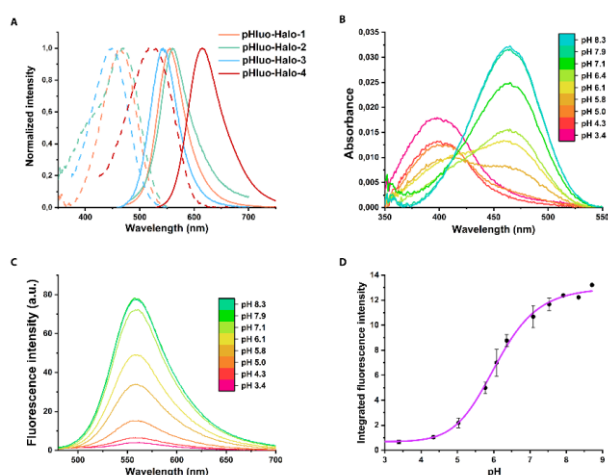 A
pHluo-Halo-1
pHluo-Halo-2
pHluo-Halo-3
pHluo-Halo-4
Normalized intensity
1,0
0,8
0,6
0,4
0,2
0,0
400
500
600
700
Wavelength (nm)
B
pH 8.3
pH 7.9
pH 7.1
pH 6.4
pH 6.1
pH 5.8
pH 5.0
pH 4.3
pH 3.4
Absorbance
0,035
0,030
0,025
0,020
0,015
0,010
0,005
0,000
350
400
450
500
550
Wavelength (nm)
C
pH 8.3
pH 7.9
pH 7.1
pH 6.1
pH 5.8
pH 5.0
pH 4.3
pH 3.4
Fluorescence intensity (a.u.)
80
60
40
20
0
500
550
600
650
700
Wavelength (nm)
D
Integrated fluorescence intensity
14
12
10
8
6
4
2
0
3
4
5
6
7
8
9
pH